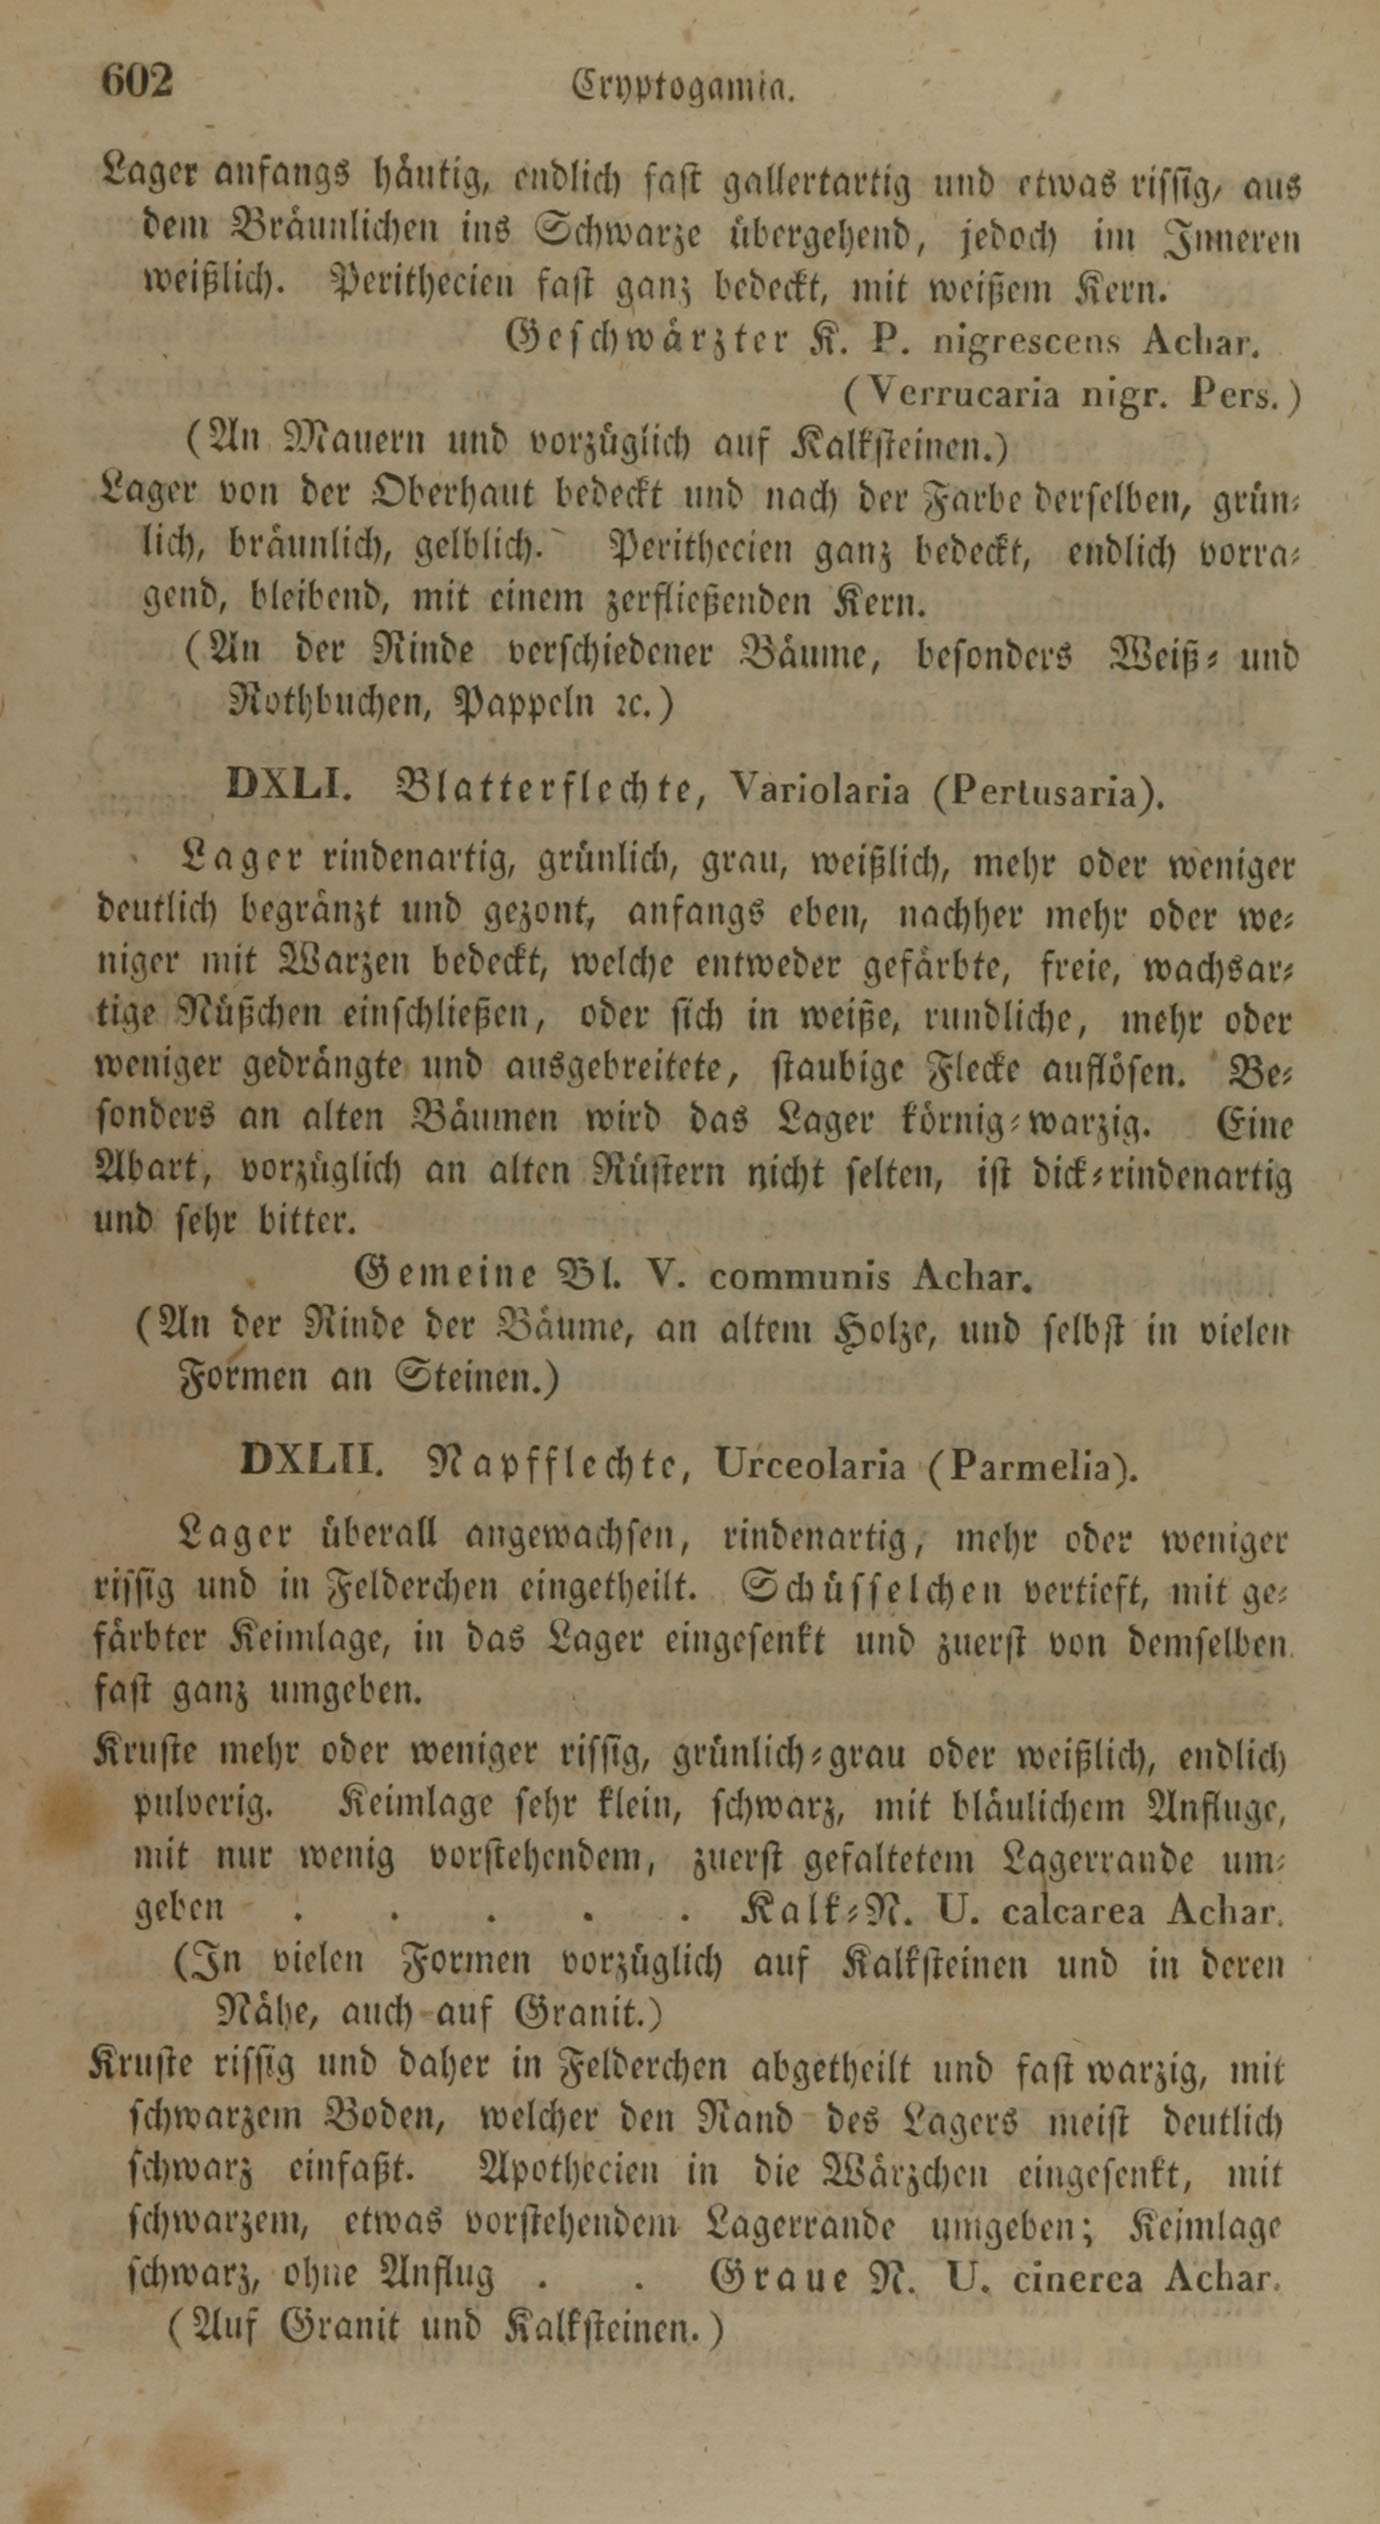 602 Cryptogamia.
Lager anfangs häutig, endlich fast gallertartig und etwas rissig, aus
dem Bräunlichen ins Schwarze übergehend, jedoch im Inneren
weißlich. Perithecien fast ganz bedeckt, mit weißem Kern.
Geschwärzter K. P. nigrescens Achar.
(Verrucaria nigr. Pers.)
(An Mauern und vorzüglich auf Kalksteinen.)
Lager von der Oberhaut bedeckt und nach der Farbe derselben, grün-
lich, bräunlich, gelblich. Perithecien ganz bedeckt, endlich vorra-
gend, bleibend, mit einem zerfließenden Kern.
(An der Rinde verschiedener Bäume, besonders Weiß- und
Rothbuchen, Pappeln ꝛc.)
DXLI. Blatterflechte, Variolaria (Pertusaria).
Lager rindenartig, grünlich, grau, weißlich, mehr oder weniger
deutlich begränzt und gezont, anfangs eben, nachher mehr oder we-
niger mit Warzen bedeckt, welche entweder gefärbte, freie, wachsar-
tige Nüßchen einschließen, oder sich in weiße, rundliche, mehr oder
weniger gedrängte und ausgebreitete, staubige Flecke auflösen. Be-
sonders an alten Bäumen wird das Lager körnig-warzig. Eine
Abart, vorzüglich an alten Rüstern nicht selten, ist dick-rindenartig
und sehr bitter.
Gemeine Bl. V. communis Achar.
(An der Rinde der Bäume, an altem Holze, und selbst in vielen
Formen an Steinen.)
DXLII. Napfflechte, Urceolaria (Parmelia).
Lager überall angewachsen, rindenartig, mehr oder weniger
rissig und in Felderchen eingetheilt. Schüsselchen vertieft, mit ge-
färbter Keimlage, in das Lager eingesenkt und zuerst von demselben
fast ganz umgeben.
Kruste mehr oder weniger rissig, grünlich-grau oder weißlich, endlich
pulverig. Keimlage sehr klein, schwarz, mit bläulichem Anfluge,
mit nur wenig vorstehendem, zuerst gefaltetem Lagerrande um-
geben . . . . . Kalk-N. U. calcarea Achar.
(In vielen Formen vorzüglich auf Kalksteinen und in deren
Nähe, auch auf Granit.)
Kruste rissig und daher in Felderchen abgetheilt und fast warzig, mit
schwarzem Boden, welcher den Rand des Lagers meist deutlich
schwarz einfaßt. Apothecien in die Wärzchen eingesenkt, mit
schwarzem, etwas vorstehendem Lagerrande umgeben; Keimlage
schwarz, ohne Anflug . . Graue N. U. cinerea Achar.
(Auf Granit und Kalksteinen.)